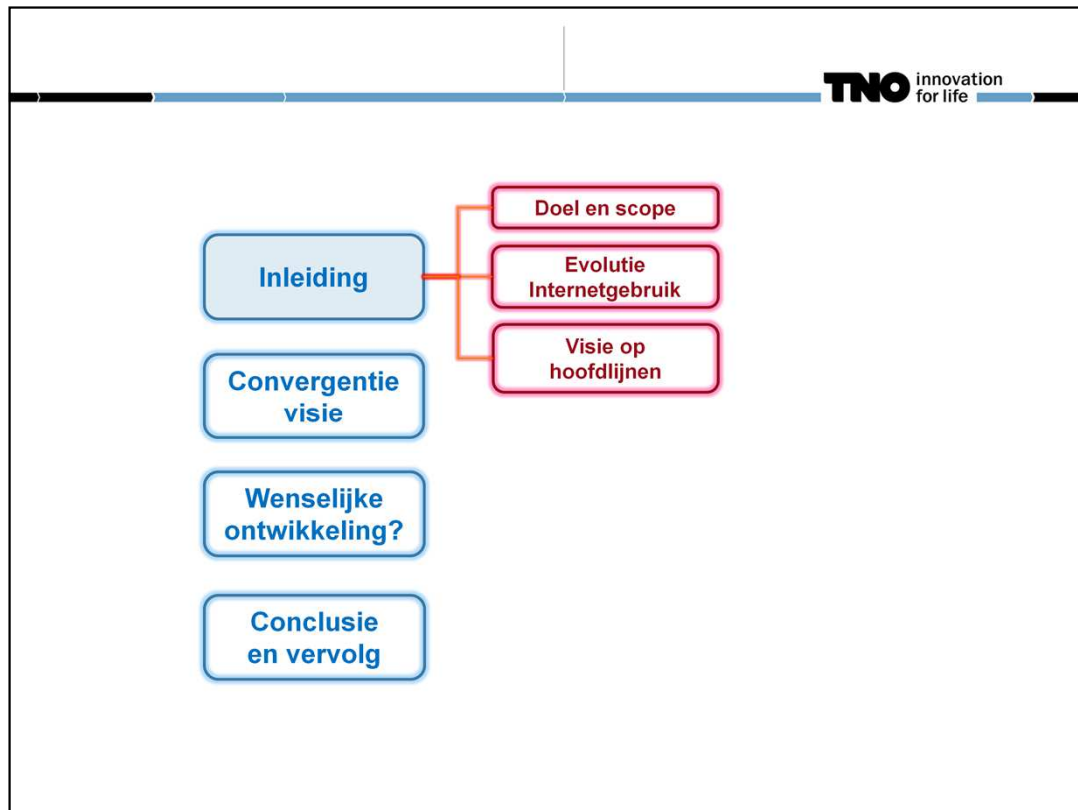 TNO innovation
for life
Inleiding
Doel en scope
Evolutie
Internetgebruik
Visie op
hoofdlijnen
Convergentie
visie
Wenselijke
ontwikkeling?
Conclusie
en vervolg